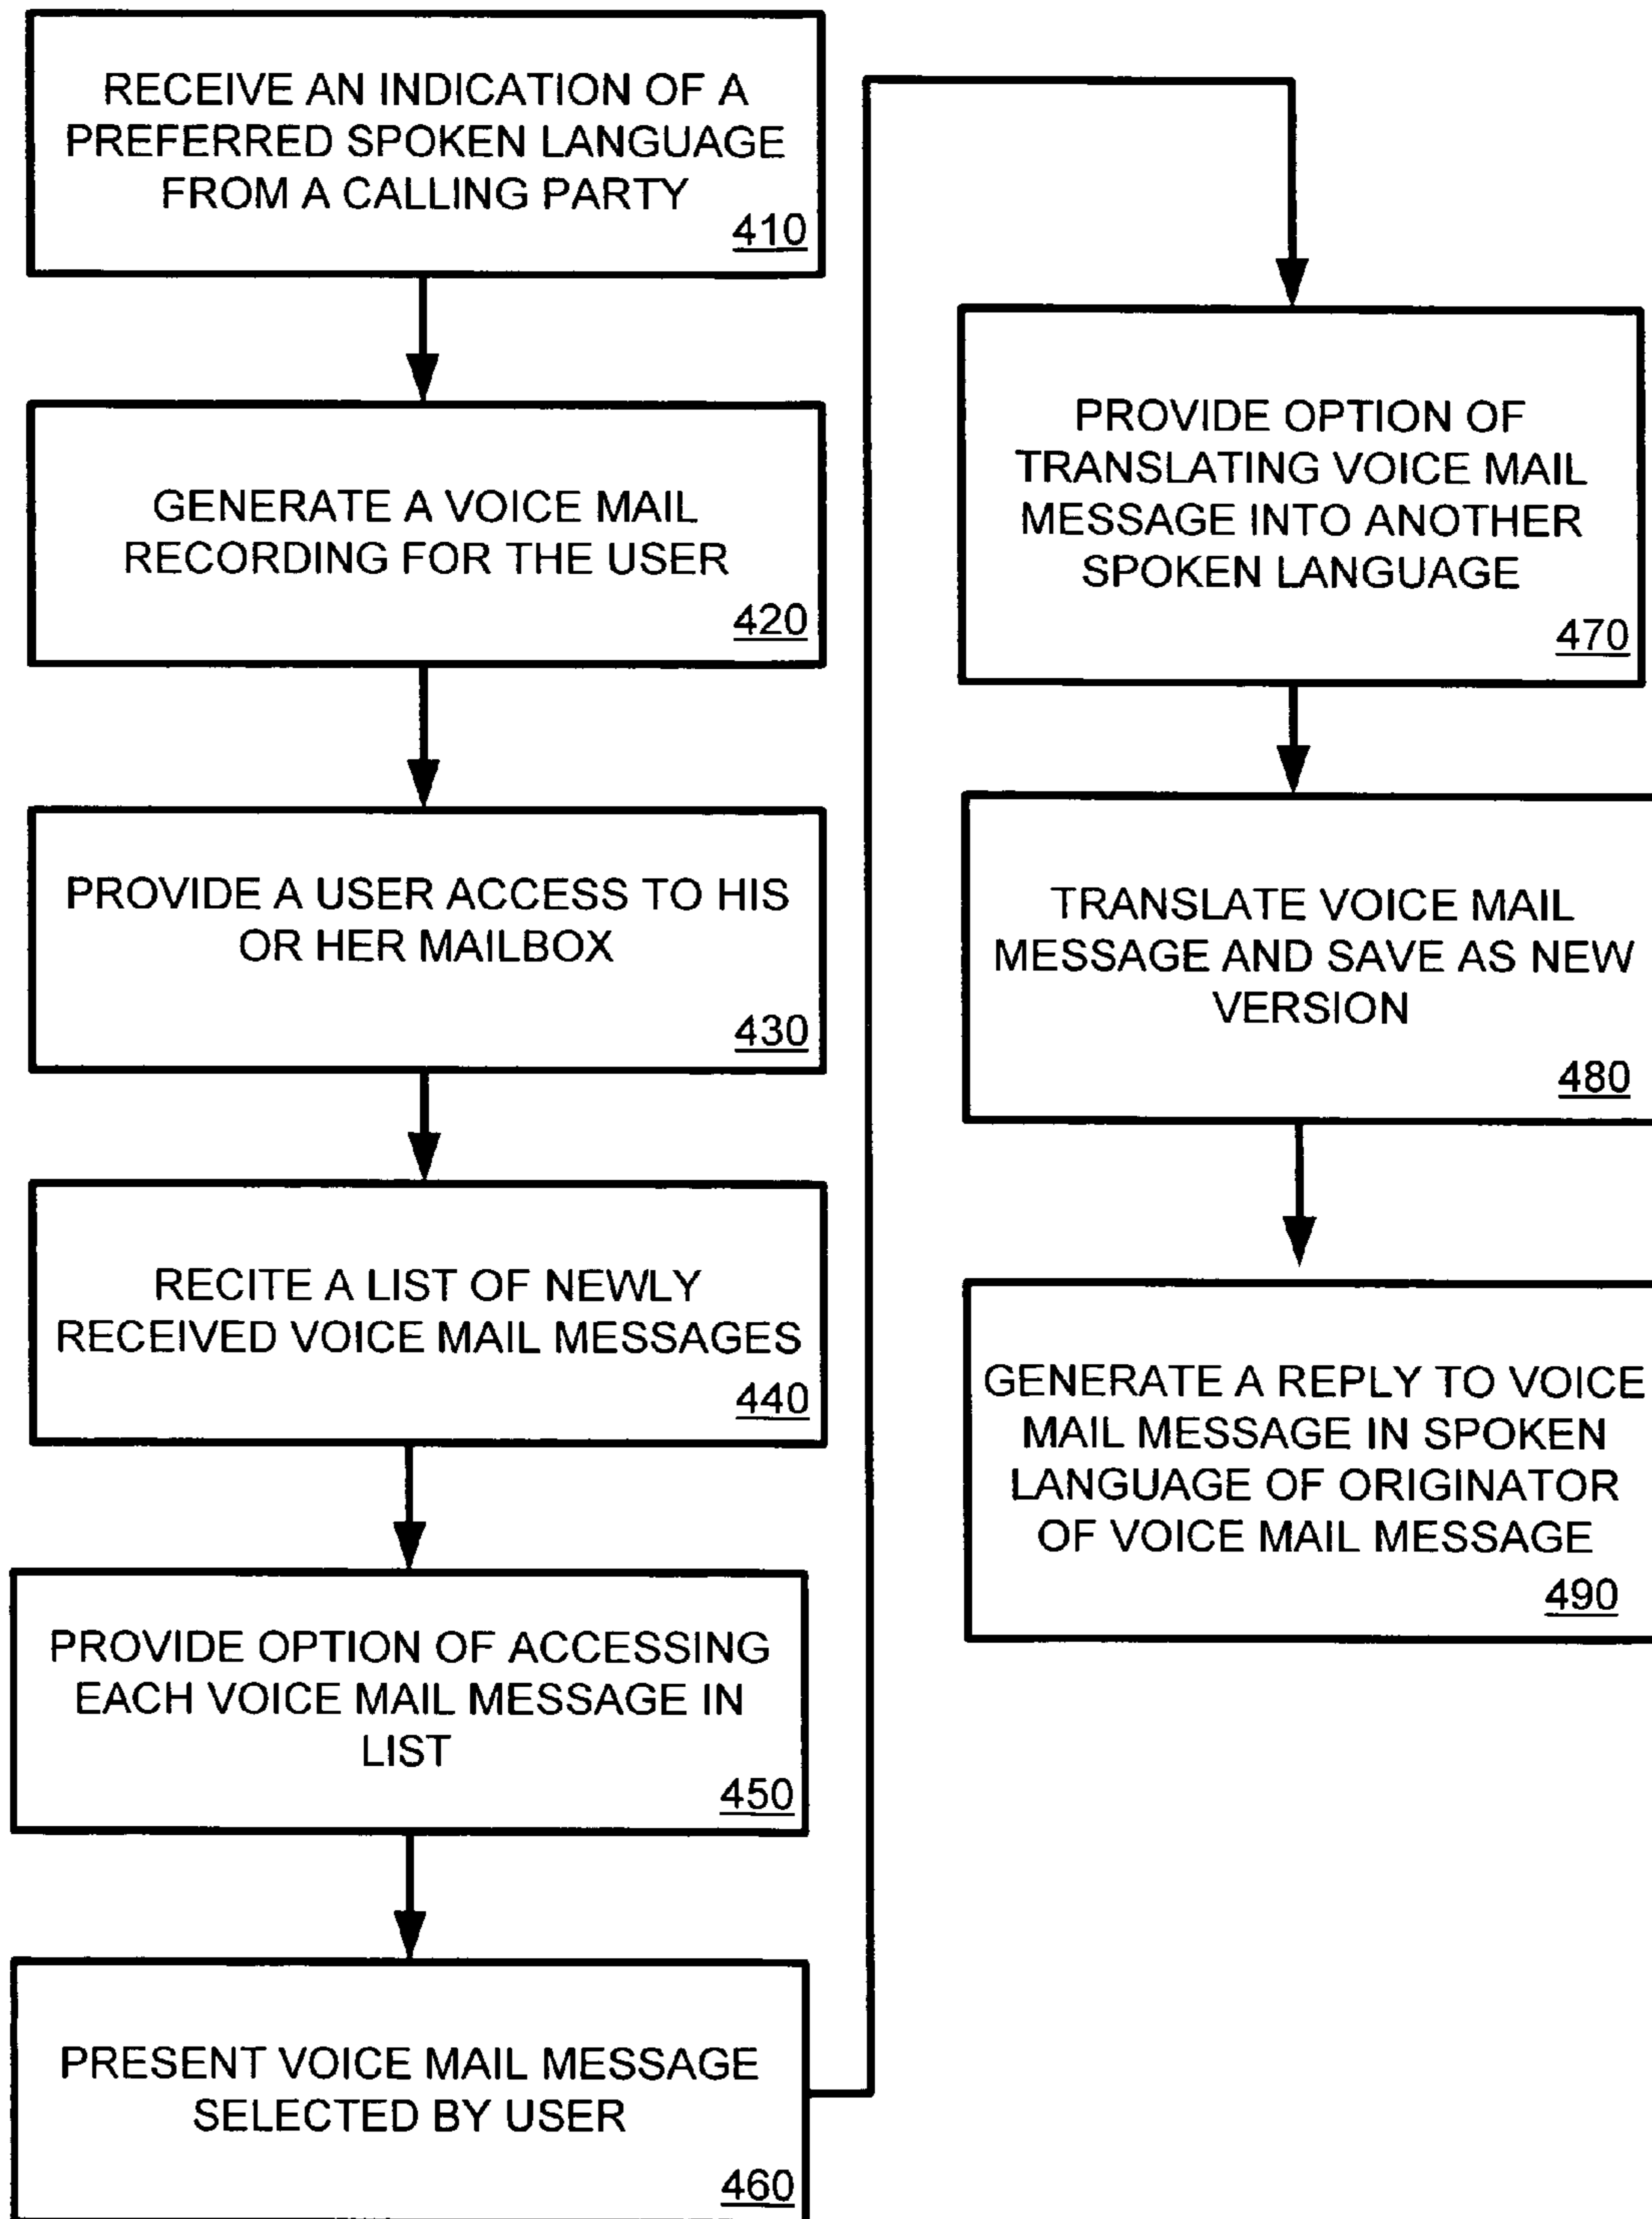 RECEIVE AN INDICATION OF A
PREFERRED SPOKEN LANGUAGE
FROM A CALLING PARTY
410
GENERATE A VOICE MAIL
RECORDING FOR THE USER
420
PROVIDE A USER ACCESS TO HIS
OR HER MAILBOX
430
RECITE A LIST OF NEWLY
RECEIVED VOICE MAIL MESSAGES
440
PROVIDE OPTION OF ACCESSING
EACH VOICE MAIL MESSAGE IN
LIST
450
PRESENT VOICE MAIL MESSAGE
SELECTED BY USER
460
PROVIDE OPTION OF
TRANSLATING VOICE MAIL
MESSAGE INTO ANOTHER
SPOKEN LANGUAGE
470
TRANSLATE VOICE MAIL
MESSAGE AND SAVE AS NEW
VERSION
480
GENERATE A REPLY TO VOICE
MAIL MESSAGE IN SPOKEN
LANGUAGE OF ORIGINATOR
OF VOICE MAIL MESSAGE
490